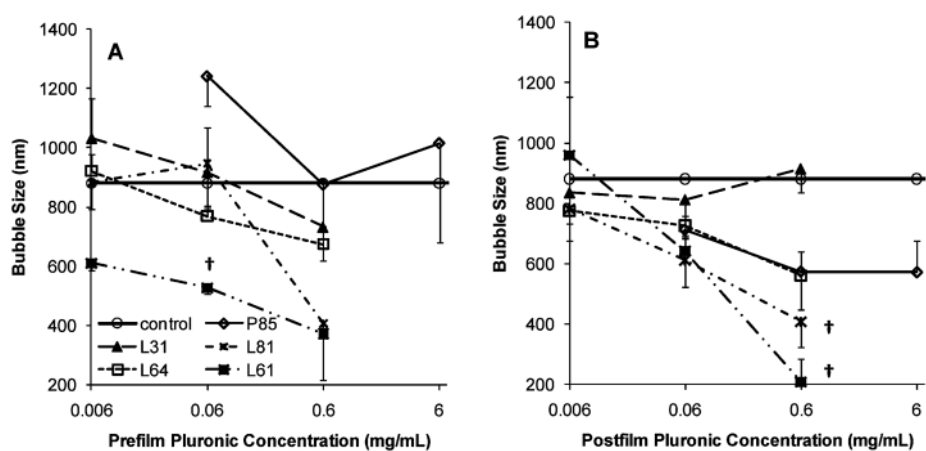 A
Bubble Size (nm)
1400
1200
1000
800
600
400
200
†
control P85
L31 L81
L64 L61
0.006 0.06 0.6 6
Prefilm Pluronic Concentration (mg/mL)
B
Bubble Size (nm)
1400
1200
1000
800
600
400
200
†
†
0.006 0.06 0.6 6
Postfilm Pluronic Concentration (mg/mL)